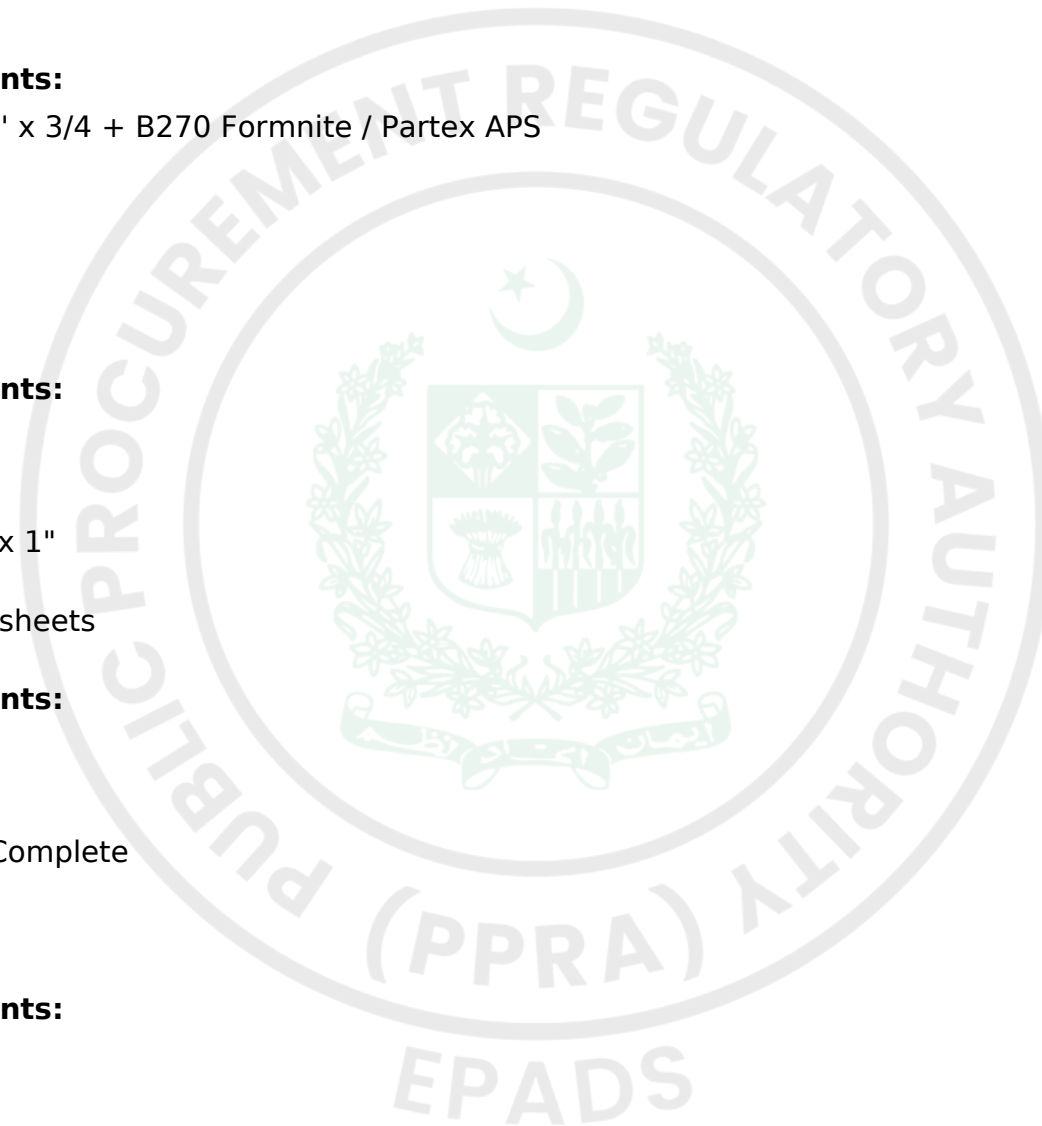 nts:
' x 3/4 + B270 Formnite / Partex APS
nts:
x 1"
sheets
nts:
Complete
nts:
PUBLIC PROCUREMENT REGULATORY AUTHORITY
(PPRA)
EPADS